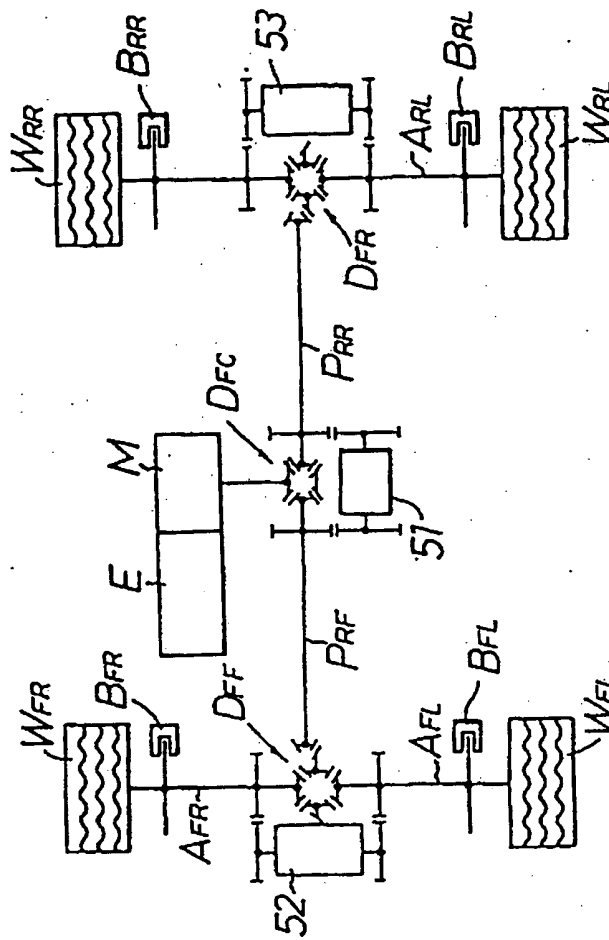 WRR
BRR
53
ARL
BRL
WRL
DFR
PRR
DFC
M
E
51
PRF
DFF
WFR
BFR
AFR
52
AFL
BFL
WFL